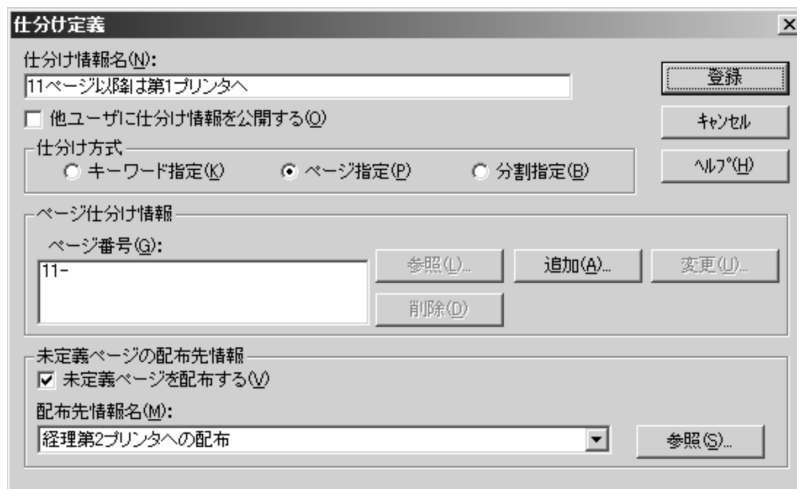 仕分け定義
仕分け情報名(N):
11ページ以降は第1プリンタへ
登録
他ユーザに仕分け情報を公開する(O)
キャンセル
仕分け方式
キーワード指定(K) ページ指定(P) 分割指定(B)
ヘルプ(H)
ページ仕分け情報
ページ番号(G):
11-
参照(L)... 追加(A)... 変更(U)...
削除(D)
未定義ページの配布先情報
未定義ページを配布する(V)
配布先情報名(M):
経理第2プリンタへの配布
参照(S)...